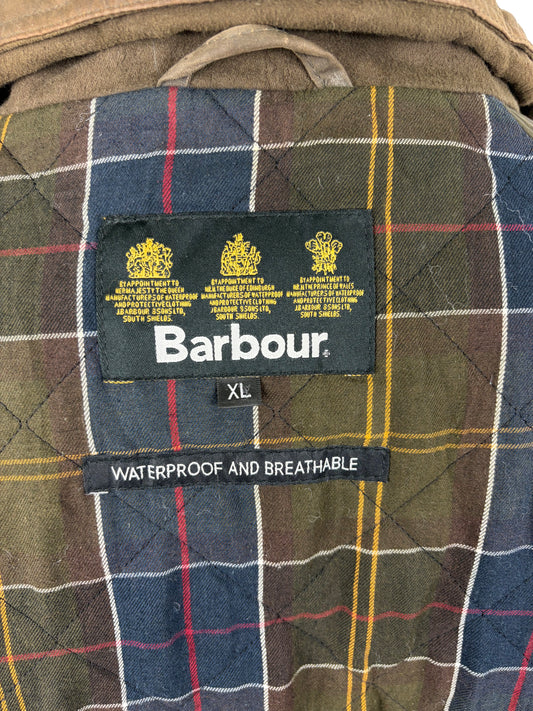 BY APPOINTMENT TO
HER MAJESTY THE QUEEN
MANUFACTURERS OF WATERPROOF
AND PROTECTIVE CLOTHING
J.BARBOUR & SONS LTD,
SOUTH SHIELDS.
BY APPOINTMENT TO
H.R.H. THE DUKE OF EDINBURGH
MANUFACTURERS OF WATERPROOF
AND PROTECTIVE CLOTHING
J.BARBOUR & SONS LTD,
SOUTH SHIELDS.
BY APPOINTMENT TO
H.R.H. THE PRINCE OF WALES
MANUFACTURERS OF WATERPROOF
AND PROTECTIVE CLOTHING
J.BARBOUR & SONS LTD,
SOUTH SHIELDS.
Barbour®
XL
WATERPROOF AND BREATHABLE